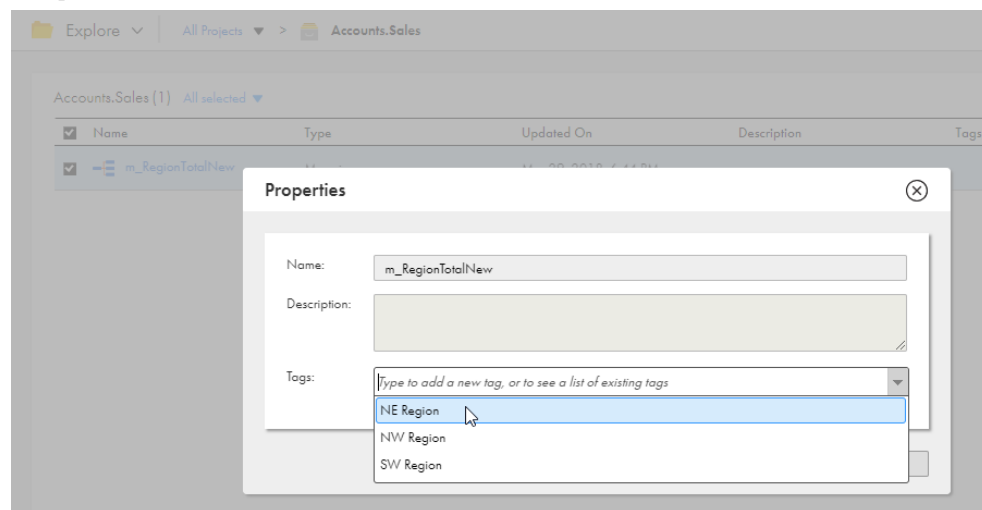 Explore All Projects > Accounts.Sales
Accounts.Sales (1) All selected
Name Type Updated On Description Tags
m_RegionTotalNew
Properties
Name: m_RegionTotalNew
Description:
Tags: Type to add a new tag, or to see a list of existing tags
NE Region
NW Region
SW Region